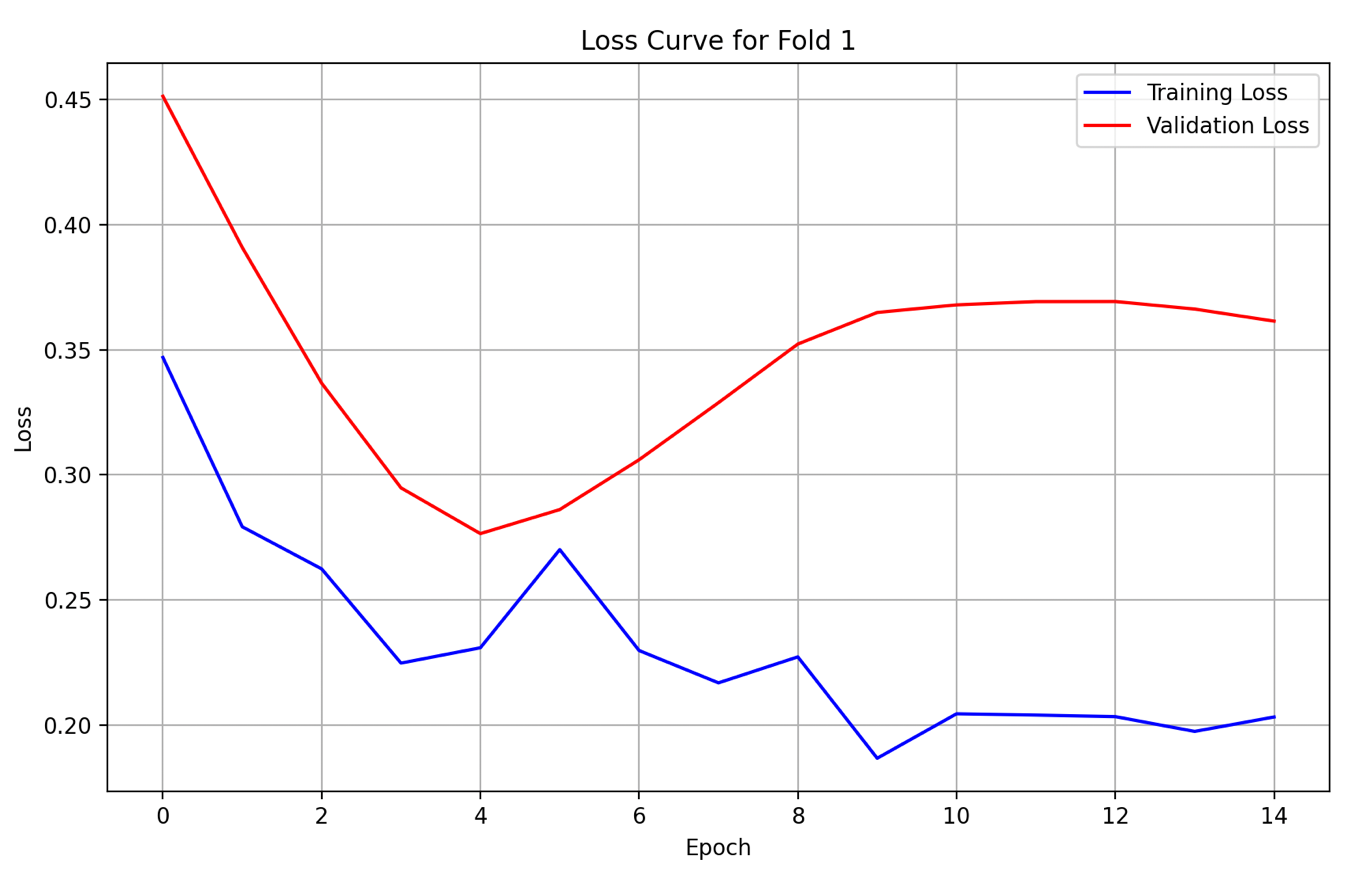 Loss Curve for Fold 1
Training Loss
Validation Loss
0.45
0.40
0.35
0.30
0.25
0.20
Loss
0 2 4 6 8 10 12 14
Epoch